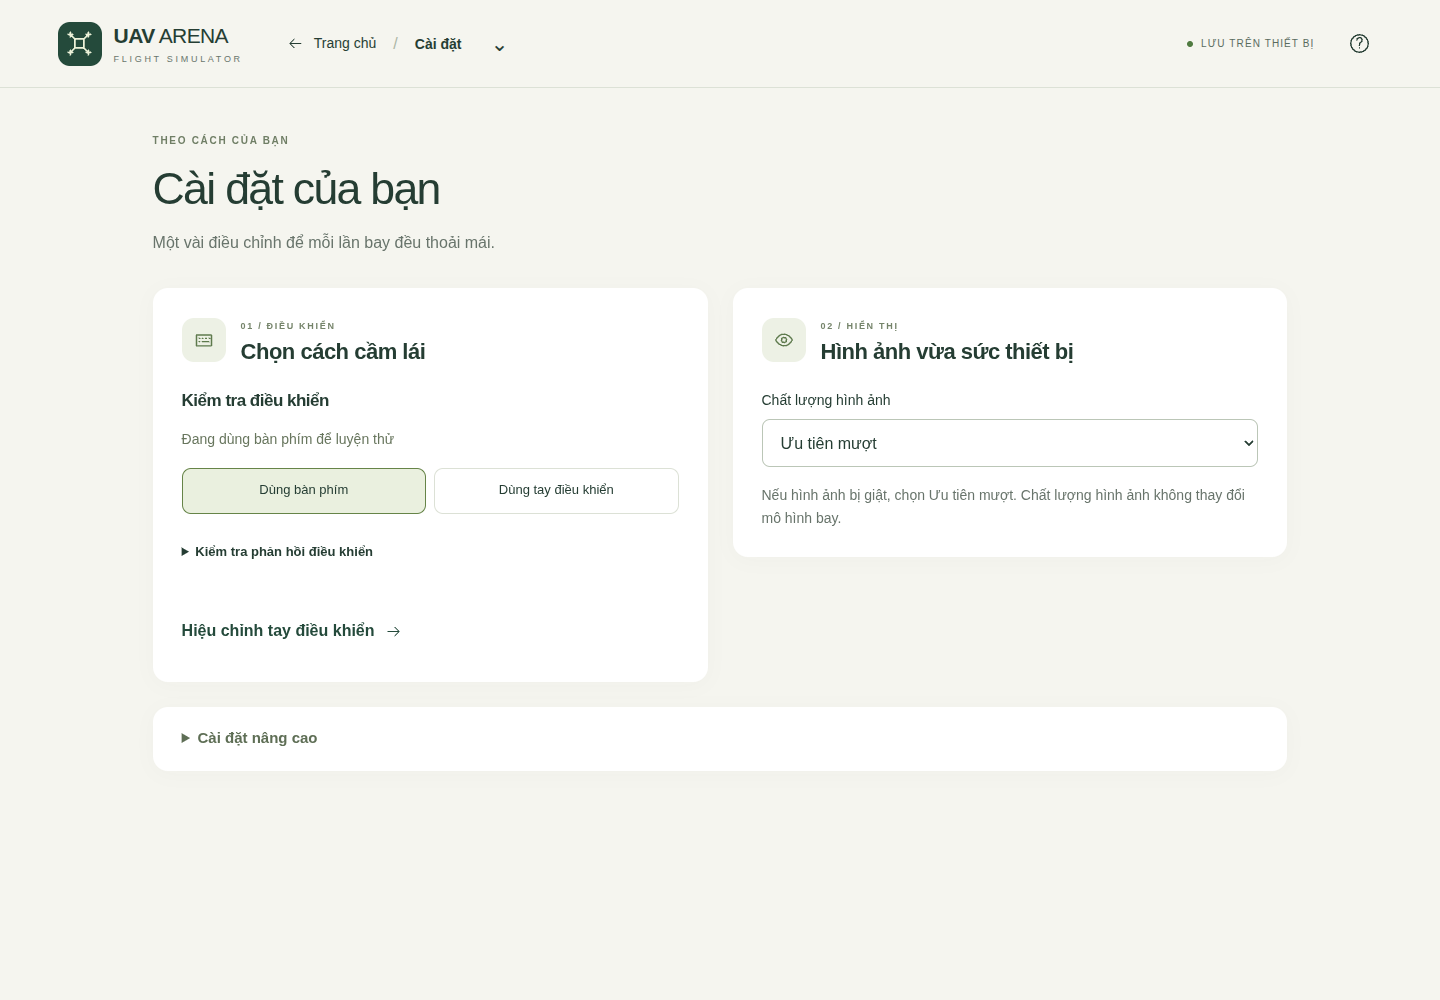 UAV ARENA
FLIGHT SIMULATOR
← Trang chủ / Cài đặt
LƯU TRÊN THIẾT BỊ
THEO CÁCH CỦA BẠN
Cài đặt của bạn
Một vài điều chỉnh để mỗi lần bay đều thoải mái.
01 / ĐIỀU KHIỂN
Chọn cách cầm lái
Kiểm tra điều khiển
Đang dùng bàn phím để luyện thử
Dùng bàn phím
Dùng tay điều khiển
Kiểm tra phản hồi điều khiển
Hiệu chỉnh tay điều khiển →
02 / HIỂN THỊ
Hình ảnh vừa sức thiết bị
Chất lượng hình ảnh
Ưu tiên mượt
Nếu hình ảnh bị giật, chọn Ưu tiên mượt. Chất lượng hình ảnh không thay đổi
mô hình bay.
Cài đặt nâng cao